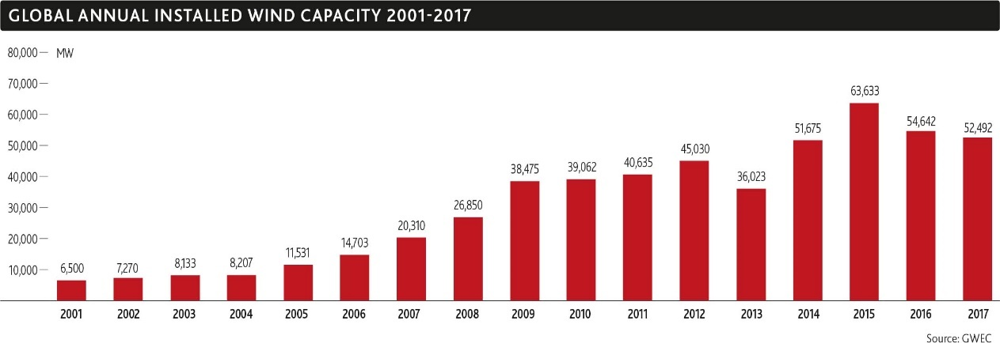 GLOBAL ANNUAL INSTALLED WIND CAPACITY 2001-2017
80,000 MW
70,000
60,000
50,000
40,000
30,000
20,000
10,000
6,500 7,270 8,133 8,207 11,531 14,703 20,310 26,850 38,475 39,062 40,635 45,030 36,023 51,675 63,633 54,642 52,492
2001 2002 2003 2004 2005 2006 2007 2008 2009 2010 2011 2012 2013 2014 2015 2016 2017
Source: GWEC